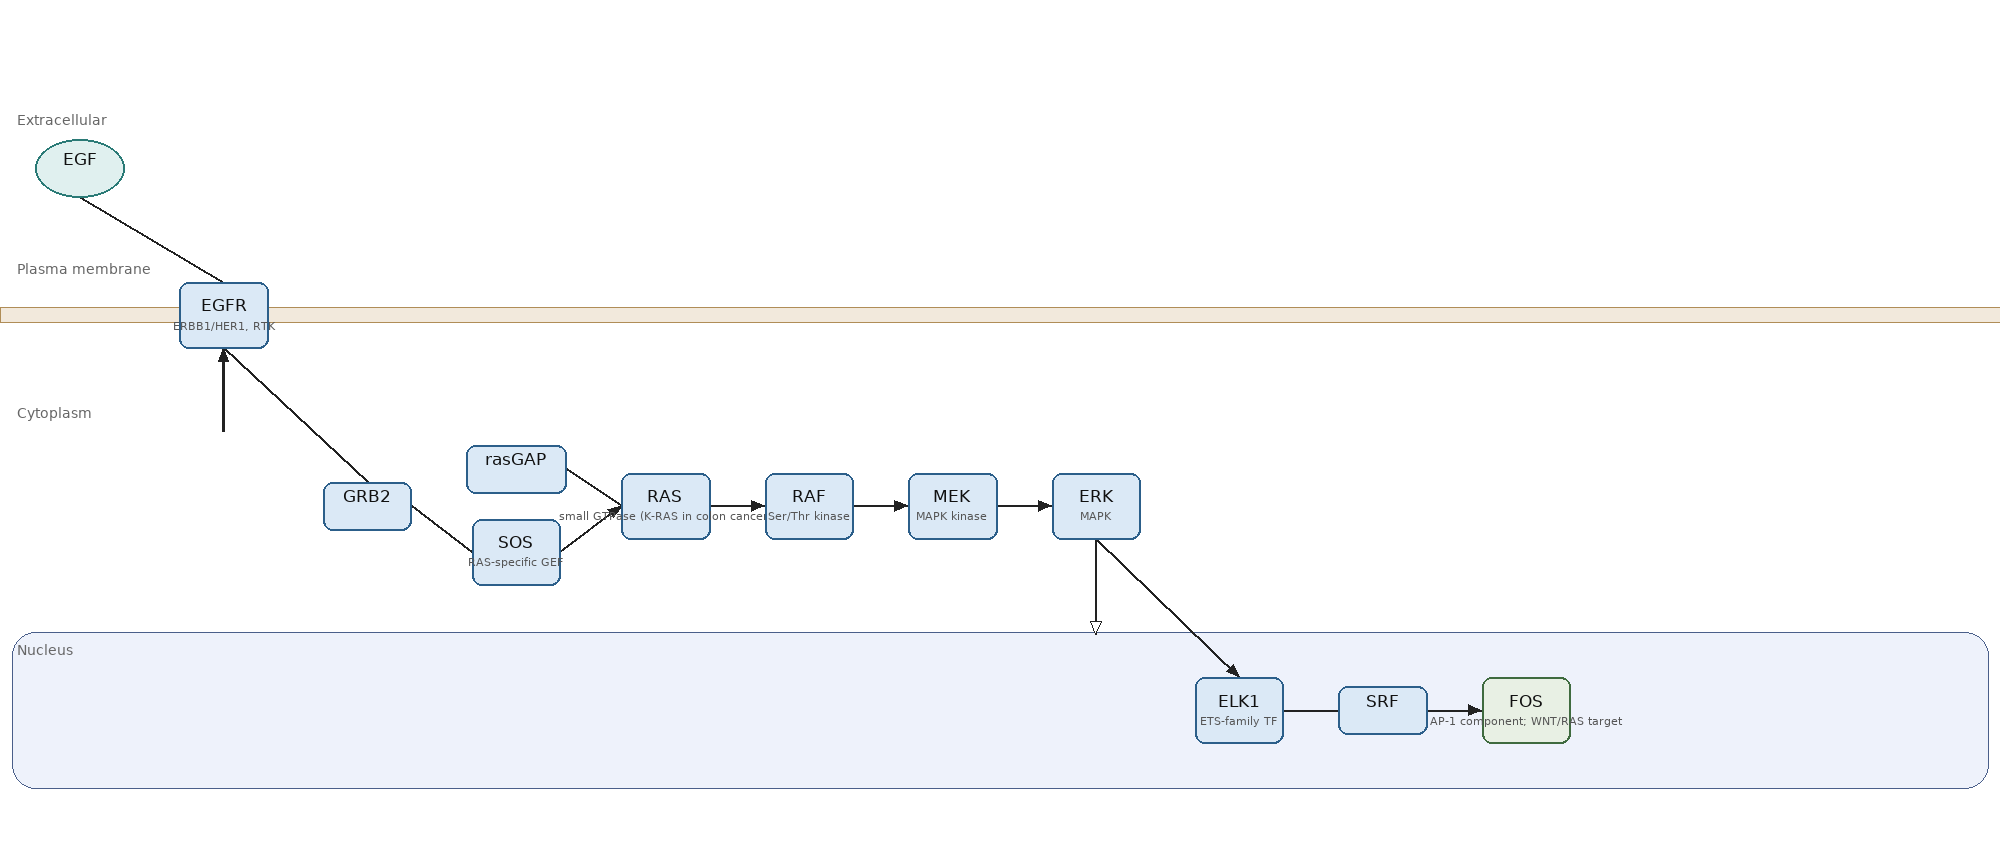 Extracellular
EGF
Plasma membrane
EGFR
ERBB1/HER1, RTK
Cytoplasm
rasGAP
GRB2
RAS
small GTPase (K-RAS in colon cancer
RAF
Ser/Thr kinase
MEK
MAPK kinase
ERK
MAPK
SOS
RAS-specific GEF
Nucleus
ELK1
ETS-family TF
SRF
FOS
AP-1 component; WNT/RAS target